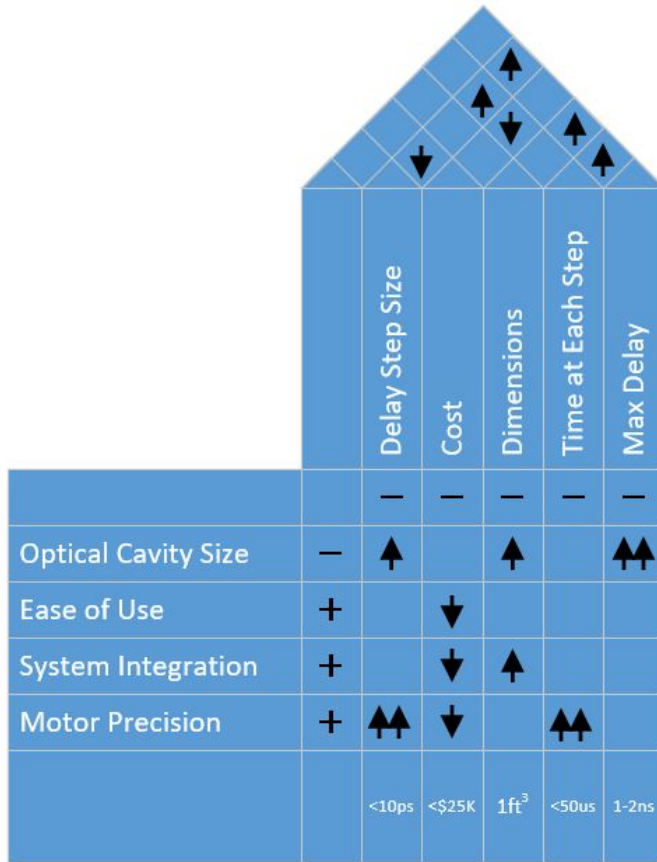 Delay Step Size
Cost
Dimensions
Time at Each Step
Max Delay
− − − − −
Optical Cavity Size − ↑ ↑ ↑↑
Ease of Use + ↓
System Integration + ↓ ↑
Motor Precision + ↑↑ ↓ ↑↑
<10ps <$25K 1ft³ <50us 1-2ns